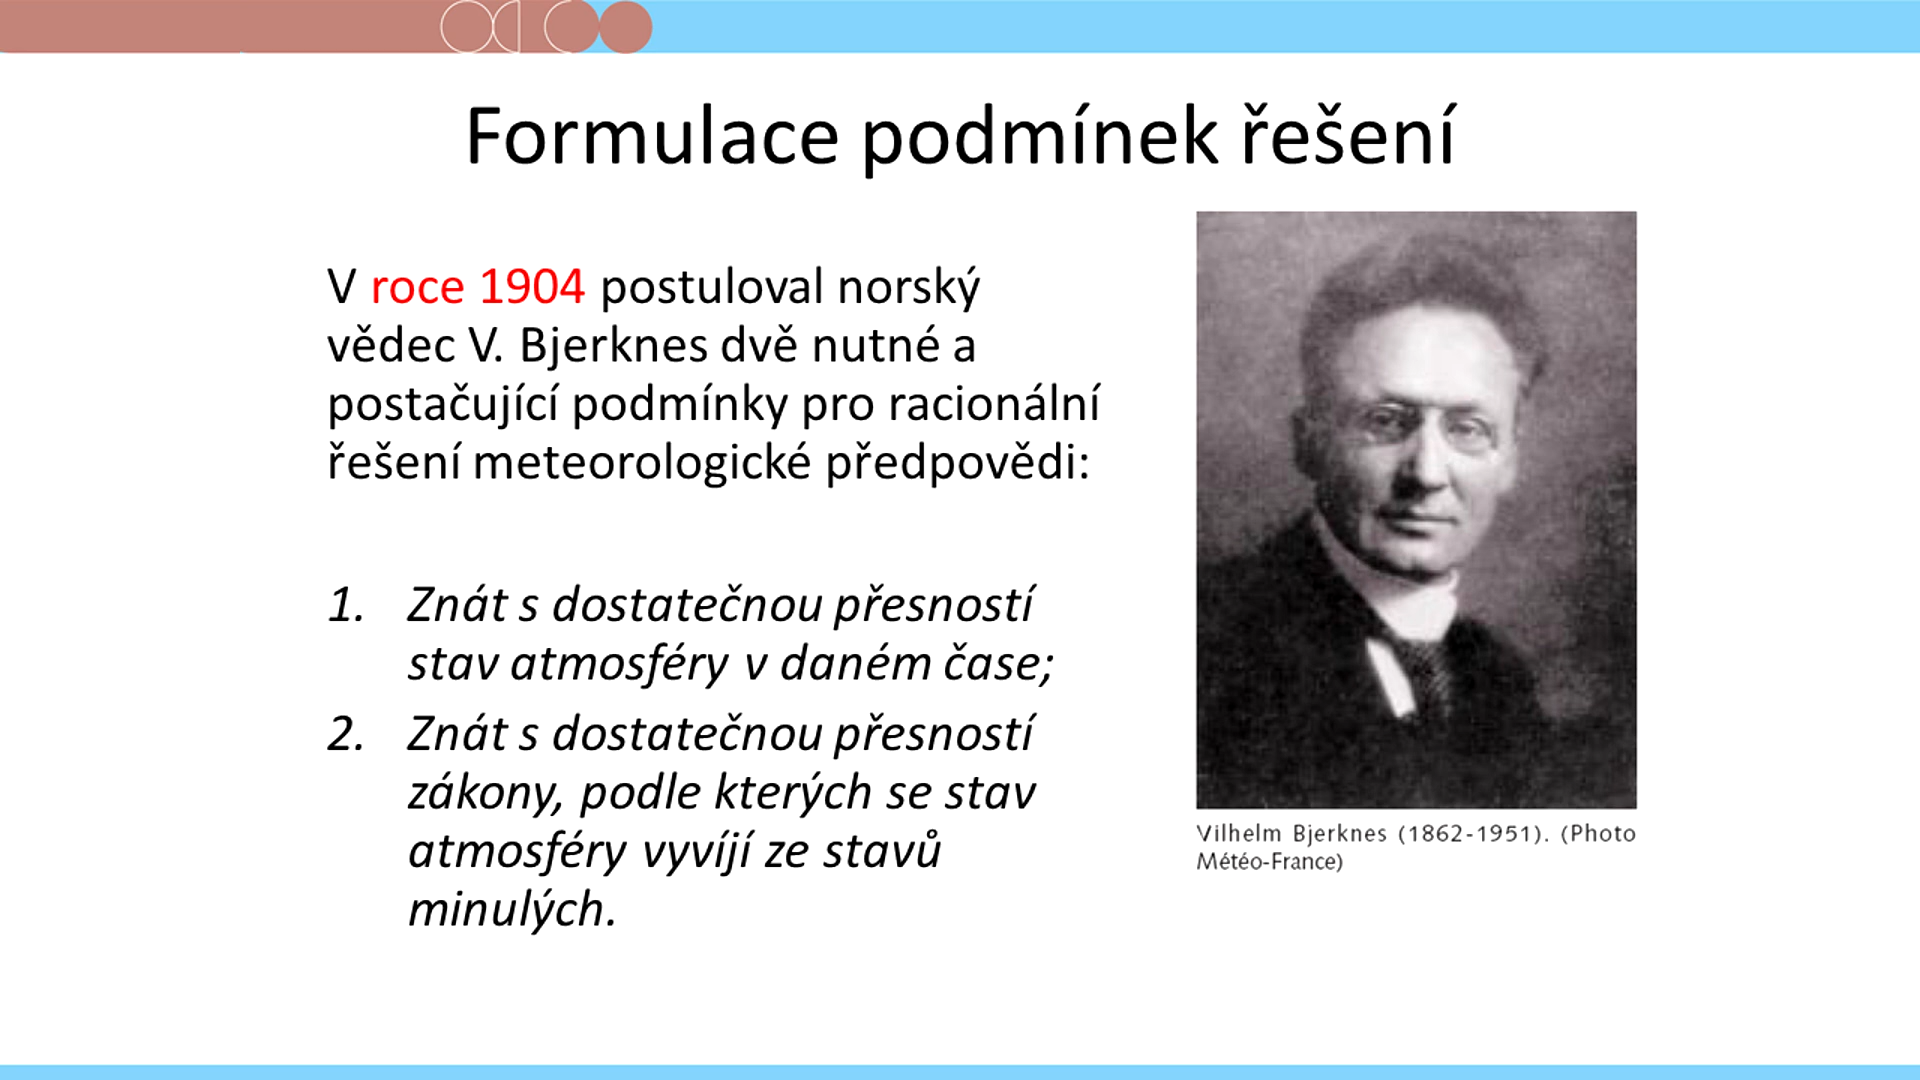 Formulace podmínek řešení
V roce 1904 postuloval norský
vědec V. Bjerknes dvě nutné a
postačující podmínky pro racionální
řešení meteorologické předpovědi:
1. Znát s dostatečnou přesností
stav atmosféry v daném čase;
2. Znát s dostatečnou přesností
zákony, podle kterých se stav
atmosféry vyvíjí ze stavů
minulých.
Vilhelm Bjerknes (1862-1951). (Photo
Météo-France)